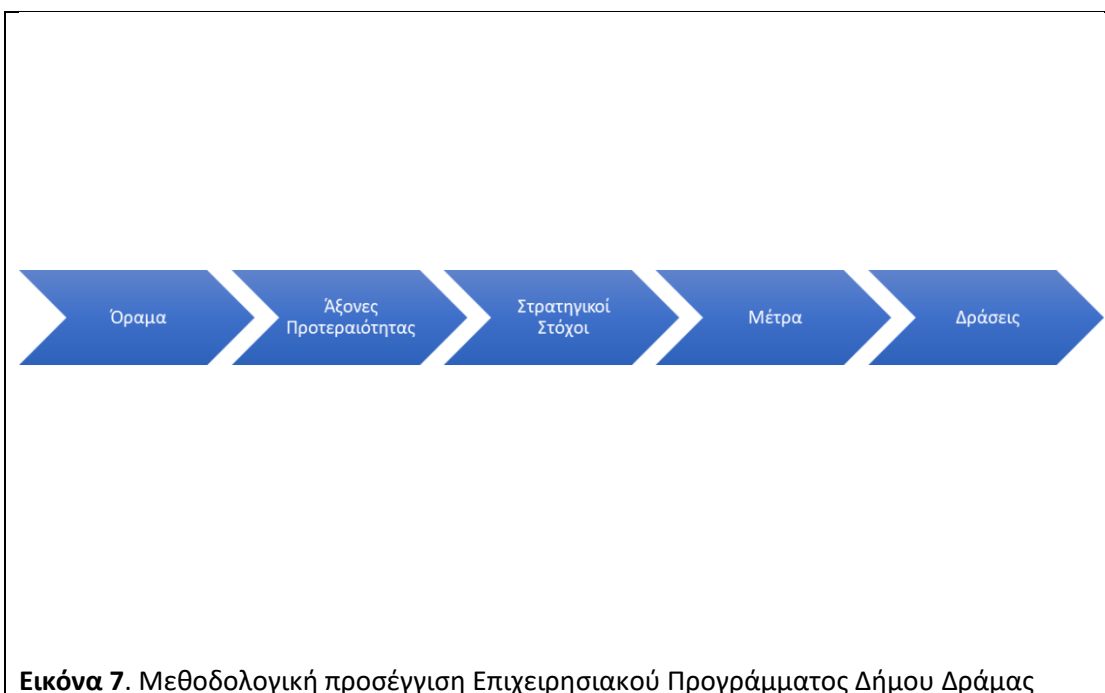 Όραμα
Άξονες
Προτεραιότητας
Στρατηγικοί
Στόχοι
Μέτρα
Δράσεις
Εικόνα 7. Μεθοδολογική προσέγγιση Επιχειρησιακού Προγράμματος Δήμου Δράμας